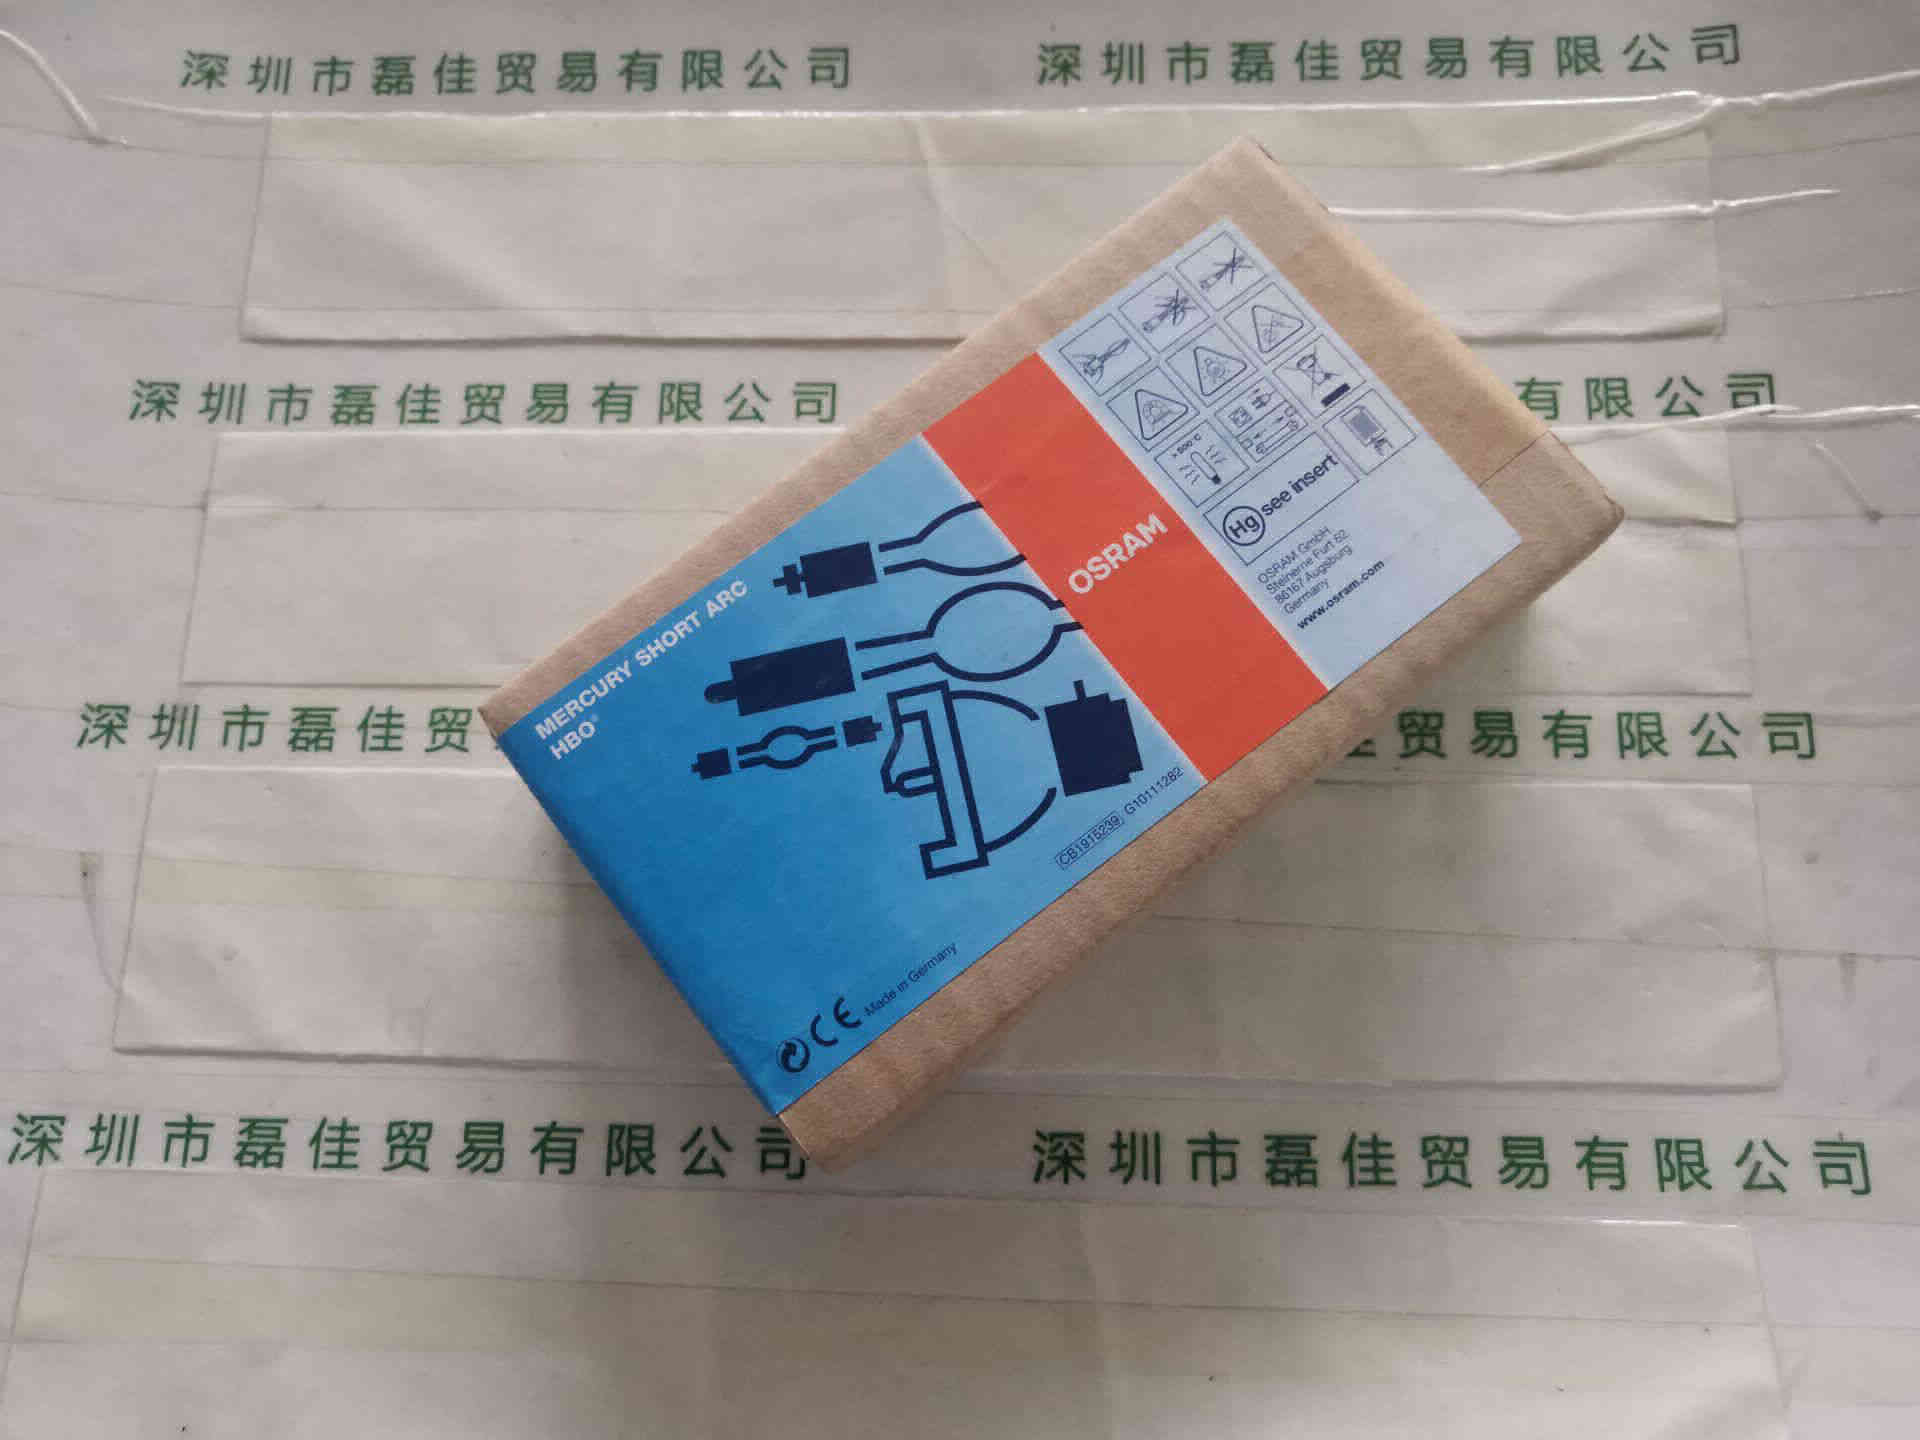 深圳市磊佳贸易有限公司 深圳市磊佳贸易有限公司
深圳市磊佳贸易有限公司 有限公司
深圳市磊佳贸 贸易有限公司
深圳市磊佳贸易有限公司 深圳市磊佳贸易有限公司
MERCURY SHORT ARC
HBO®
OSRAM
> 500°C
Hg see insert
OSRAM GmbH
Steinerne Furt 62
86167 Augsburg
Germany
www.osram.com
CB1915239 G10111262
CE Made in Germany